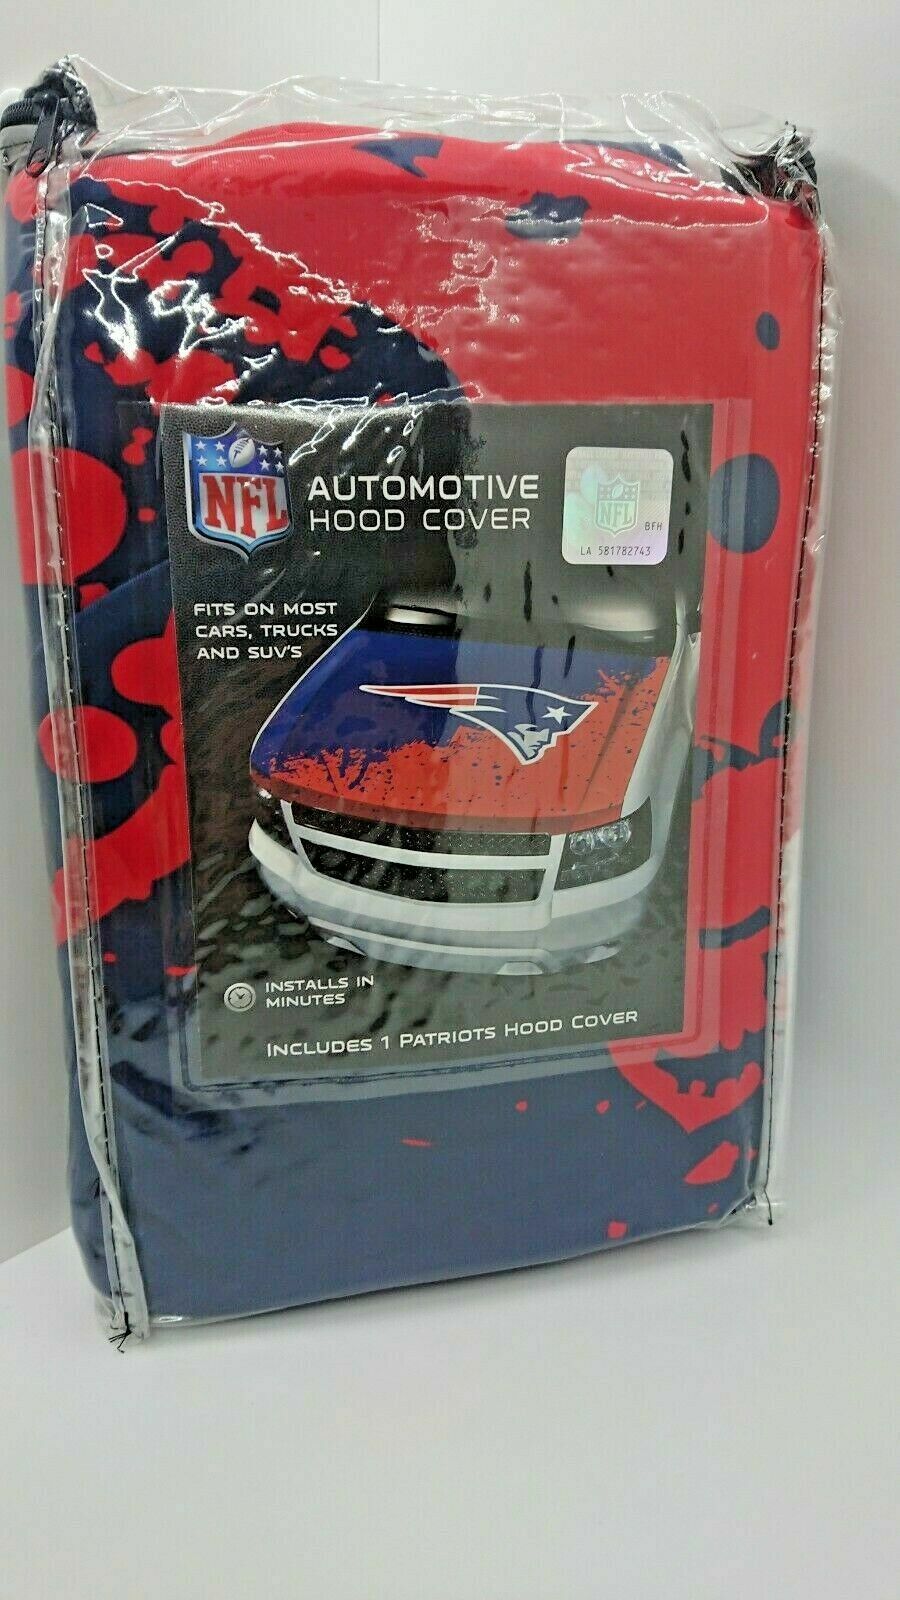 NFL
AUTOMOTIVE
HOOD COVER
NFL
BFH
LA 581782743
FITS ON MOST
CARS, TRUCKS
AND SUV'S
INSTALLS IN
MINUTES
INCLUDES 1 PATRIOTS HOOD COVER